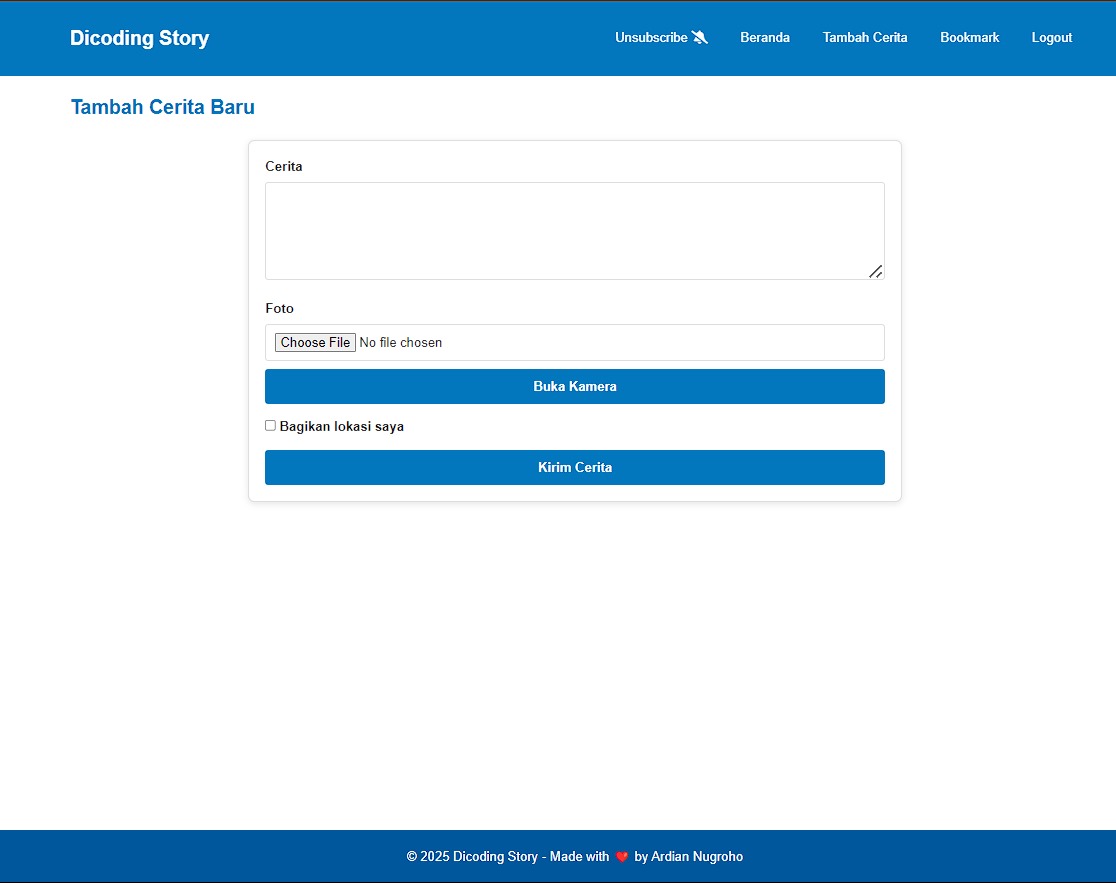 Dicoding Story
Unsubscribe
Beranda
Tambah Cerita
Bookmark
Logout
Tambah Cerita Baru
Cerita
Foto
Choose File No file chosen
Buka Kamera
Bagikan lokasi saya
Kirim Cerita
© 2025 Dicoding Story - Made with ❤️ by Ardian Nugroho